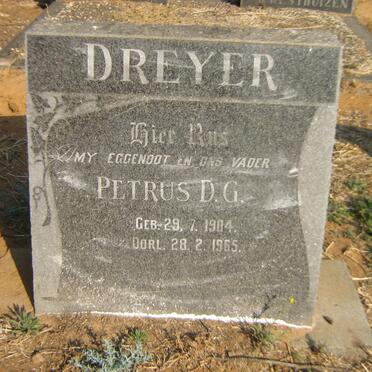 DREYER
Hier Rus
MY EGGENOOT EN ONS VADER
PETRUS D.G.
GEB. 29. 7. 1904.
OORL. 28. 2. 1965.